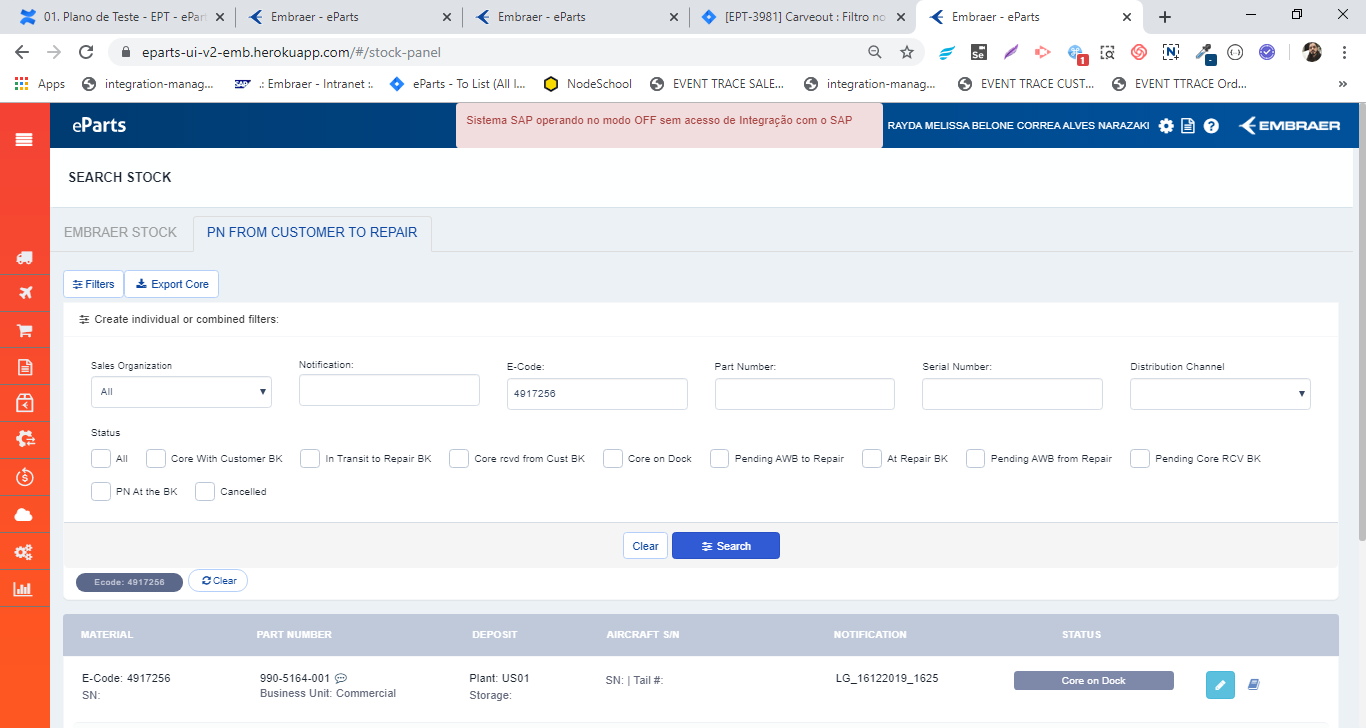 01. Plano de Teste - EPT - ePart
Embraer - eParts
Embraer - eParts
[EPT-3981] Carveout : Filtro no
Embraer - eParts
eparts-ui-v2-emb.herokuapp.com/#/stock-panel
Apps
integration-manag...
.: Embraer - Intranet :.
eParts - To List (All I...
NodeSchool
EVENT TRACE SALE...
integration-manag...
EVENT TRACE CUST...
EVENT TTRACE Ord...
»
eParts
Sistema SAP operando no modo OFF sem acesso de Integração com o SAP
RAYDA MELISSA BELONE CORREA ALVES NARAZAKI
EMBRAER
SEARCH STOCK
EMBRAER STOCK
PN FROM CUSTOMER TO REPAIR
Filters
Export Core
Create individual or combined filters:
Sales Organization
Notification:
E-Code:
Part Number:
Serial Number:
Distribution Channel
All
4917256
Status
All
Core With Customer BK
In Transit to Repair BK
Core rcvd from Cust BK
Core on Dock
Pending AWB to Repair
At Repair BK
Pending AWB from Repair
Pending Core RCV BK
PN At the BK
Cancelled
Clear
Search
Ecode: 4917256
Clear
MATERIAL
PART NUMBER
DEPOSIT
AIRCRAFT S/N
NOTIFICATION
STATUS
E-Code: 4917256
SN:
990-5164-001
Business Unit: Commercial
Plant: US01
Storage:
SN: | Tail #:
LG_16122019_1625
Core on Dock